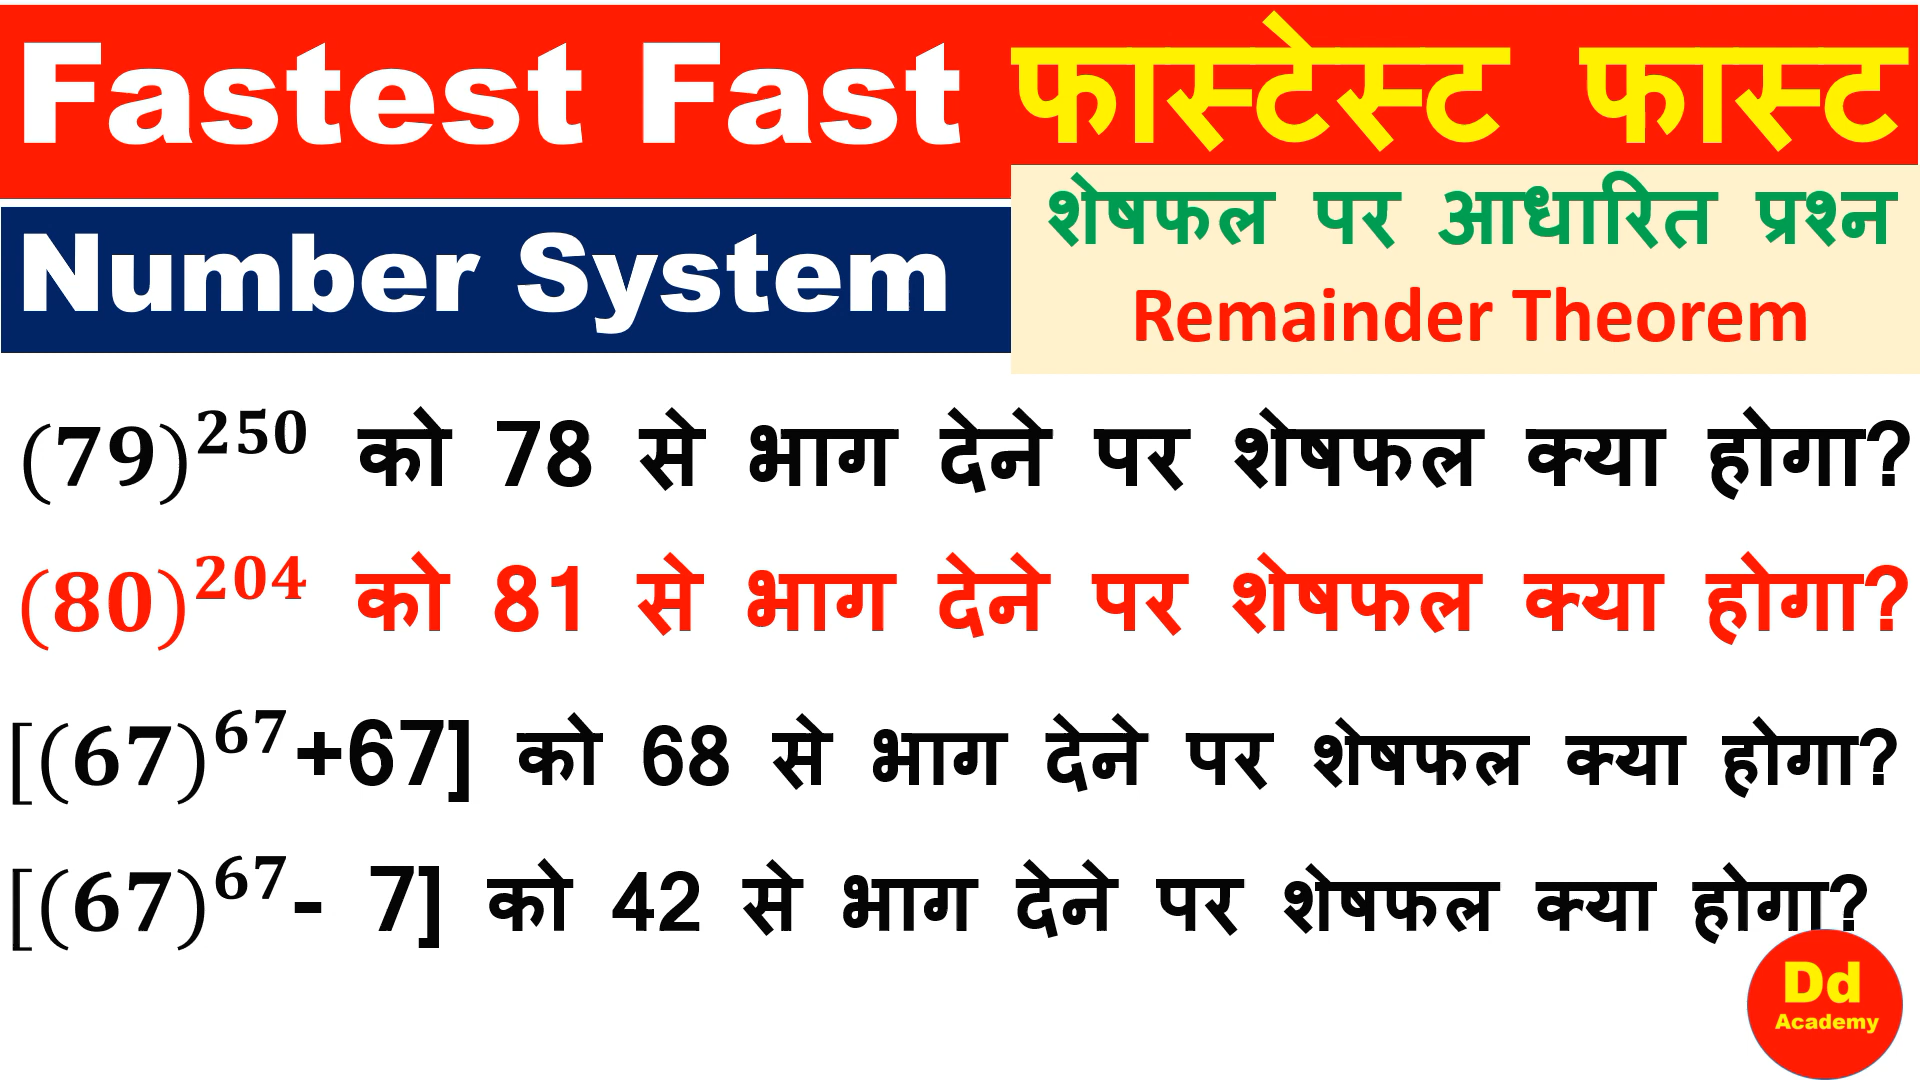 Fastest Fast फास्टेस्ट फास्ट
Number System
शेषफल पर आधारित प्रश्न
Remainder Theorem
(79)²⁵⁰ को 78 से भाग देने पर शेषफल क्या होगा?
(80)²⁰⁴ को 81 से भाग देने पर शेषफल क्या होगा?
[(67)⁶⁷+67] को 68 से भाग देने पर शेषफल क्या होगा?
[(67)⁶⁷- 7] को 42 से भाग देने पर शेषफल क्या होगा?
Dd
Academy